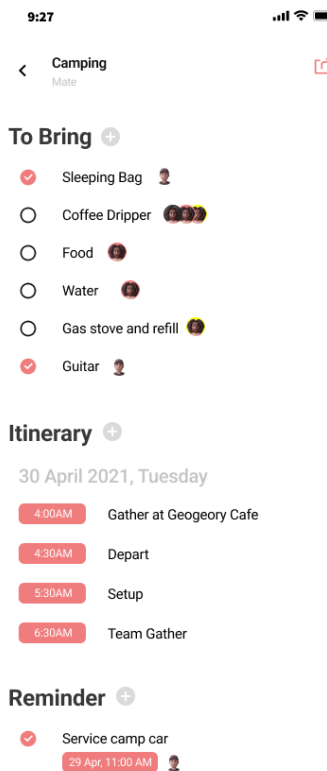 9:27
Camping
Mate
To Bring
Sleeping Bag
Coffee Dripper
Food
Water
Gas stove and refill
Guitar
Itinerary
30 April 2021, Tuesday
4:00AM Gather at Geogeory Cafe
4:30AM Depart
5:30AM Setup
6:30AM Team Gather
Reminder
Service camp car
29 Apr, 11:00 AM